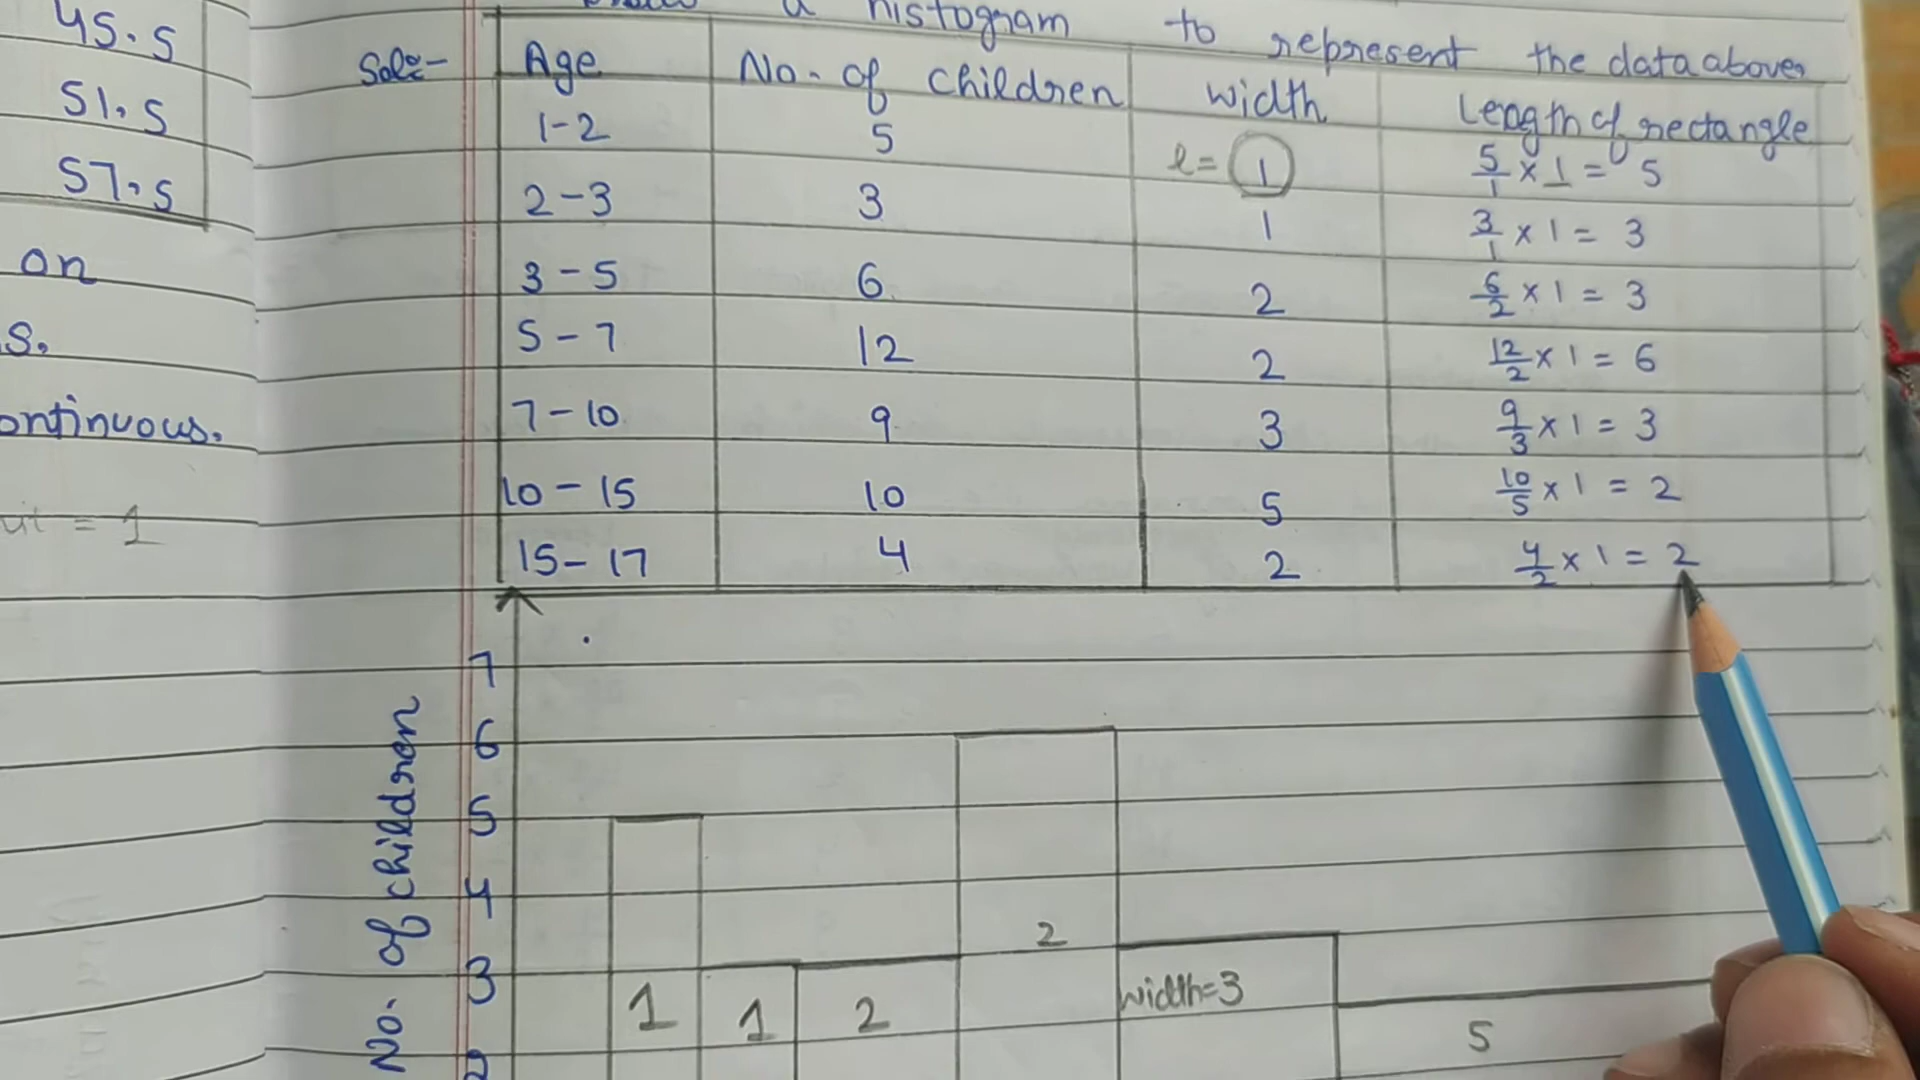 45.5
51.5
57.5
on
s.
ontinuous.
= 1
a histogram to represent the data above.
Sol:-
Age No. of children width Length of rectangle
1-2 5 l= 1 5/1 × 1 = 5
2-3 3 1 3/1 × 1 = 3
3-5 6 2 6/2 × 1 = 3
5-7 12 2 12/2 × 1 = 6
7-10 9 3 9/3 × 1 = 3
10-15 10 5 10/5 × 1 = 2
15-17 4 2 4/2 × 1 = 2
No. of children
7
6
5
4
3
2
1 1 2 2 width=3 5